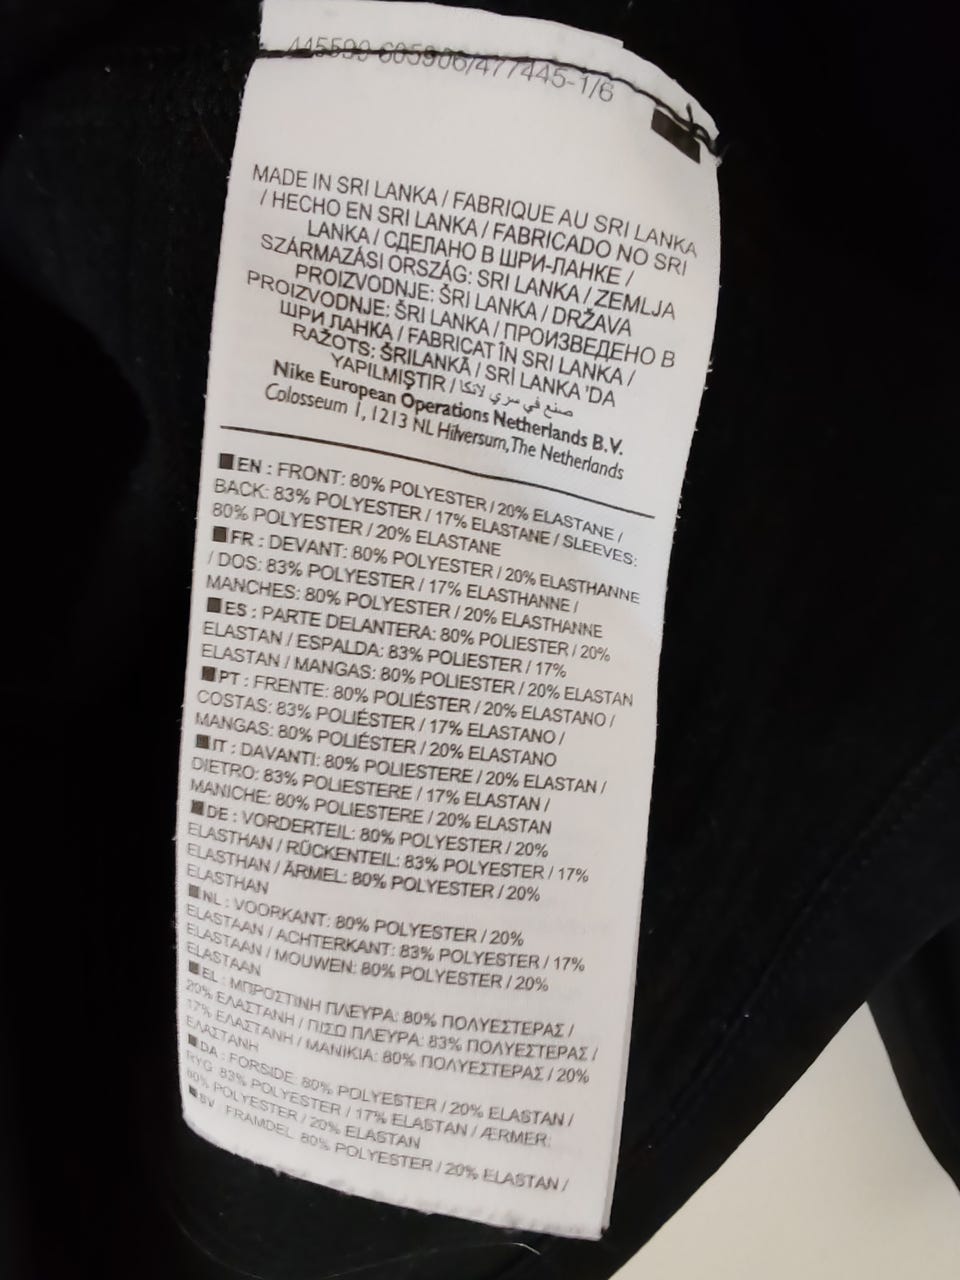 445590 605906/477445-1/6
MADE IN SRI LANKA / FABRIQUE AU SRI LANKA
/ HECHO EN SRI LANKA / FABRICADO NO SRI
LANKA / СДЕЛАНО В ШРИ-ЛАНКЕ /
SZÁRMAZÁSI ORSZÁG: SRI LANKA / ZEMLJA
PROIZVODNJE: ŠRI LANKA / DRŽAVA
PROIZVODNJE: ŠRI LANKA / ПРОИЗВЕДЕНО В
ШРИ ЛАНКА / FABRICAT ÎN SRI LANKA /
RAŽOTS: ŠRILANKĀ / SRİ LANKA 'DA
YAPILMIŞTIR / صنع في سري لانكا
Nike European Operations Netherlands B.V.
Colosseum 1, 1213 NL Hilversum, The Netherlands
EN : FRONT: 80% POLYESTER / 20% ELASTANE /
BACK: 83% POLYESTER / 17% ELASTANE / SLEEVES:
80% POLYESTER / 20% ELASTANE
FR : DEVANT: 80% POLYESTER / 20% ELASTHANNE
/ DOS: 83% POLYESTER / 17% ELASTHANNE /
MANCHES: 80% POLYESTER / 20% ELASTHANNE
ES : PARTE DELANTERA: 80% POLIESTER / 20%
ELASTAN / ESPALDA: 83% POLIESTER / 17%
ELASTAN / MANGAS: 80% POLIESTER / 20% ELASTAN
PT : FRENTE: 80% POLIÉSTER / 20% ELASTANO /
COSTAS: 83% POLIÉSTER / 17% ELASTANO /
MANGAS: 80% POLIÉSTER / 20% ELASTANO
IT : DAVANTI: 80% POLIESTERE / 20% ELASTAN /
DIETRO: 83% POLIESTERE / 17% ELASTAN /
MANICHE: 80% POLIESTERE / 20% ELASTAN
DE : VORDERTEIL: 80% POLYESTER / 20%
ELASTHAN / RÜCKENTEIL: 83% POLYESTER / 17%
ELASTHAN / ÄRMEL: 80% POLYESTER / 20%
ELASTHAN
NL : VOORKANT: 80% POLYESTER / 20%
ELASTAAN / ACHTERKANT: 83% POLYESTER / 17%
ELASTAAN / MOUWEN: 80% POLYESTER / 20%
ELASTAAN
EL : ΜΠΡΟΣΤΙΝΗ ΠΛΕΥΡΑ: 80% ΠΟΛΥΕΣΤΕΡΑΣ /
20% ΕΛΑΣΤΑΝΗ / ΠΙΣΩ ΠΛΕΥΡΑ: 83% ΠΟΛΥΕΣΤΕΡΑΣ /
17% ΕΛΑΣΤΑΝΗ / ΜΑΝΙΚΙΑ: 80% ΠΟΛΥΕΣΤΕΡΑΣ / 20%
ΕΛΑΣΤΑΝΗ
DA : FORSIDE: 80% POLYESTER / 20% ELASTAN /
RYG: 83% POLYESTER / 17% ELASTAN / ÆRMER:
80% POLYESTER / 20% ELASTAN
SV : FRAMDEL: 80% POLYESTER / 20% ELASTAN /